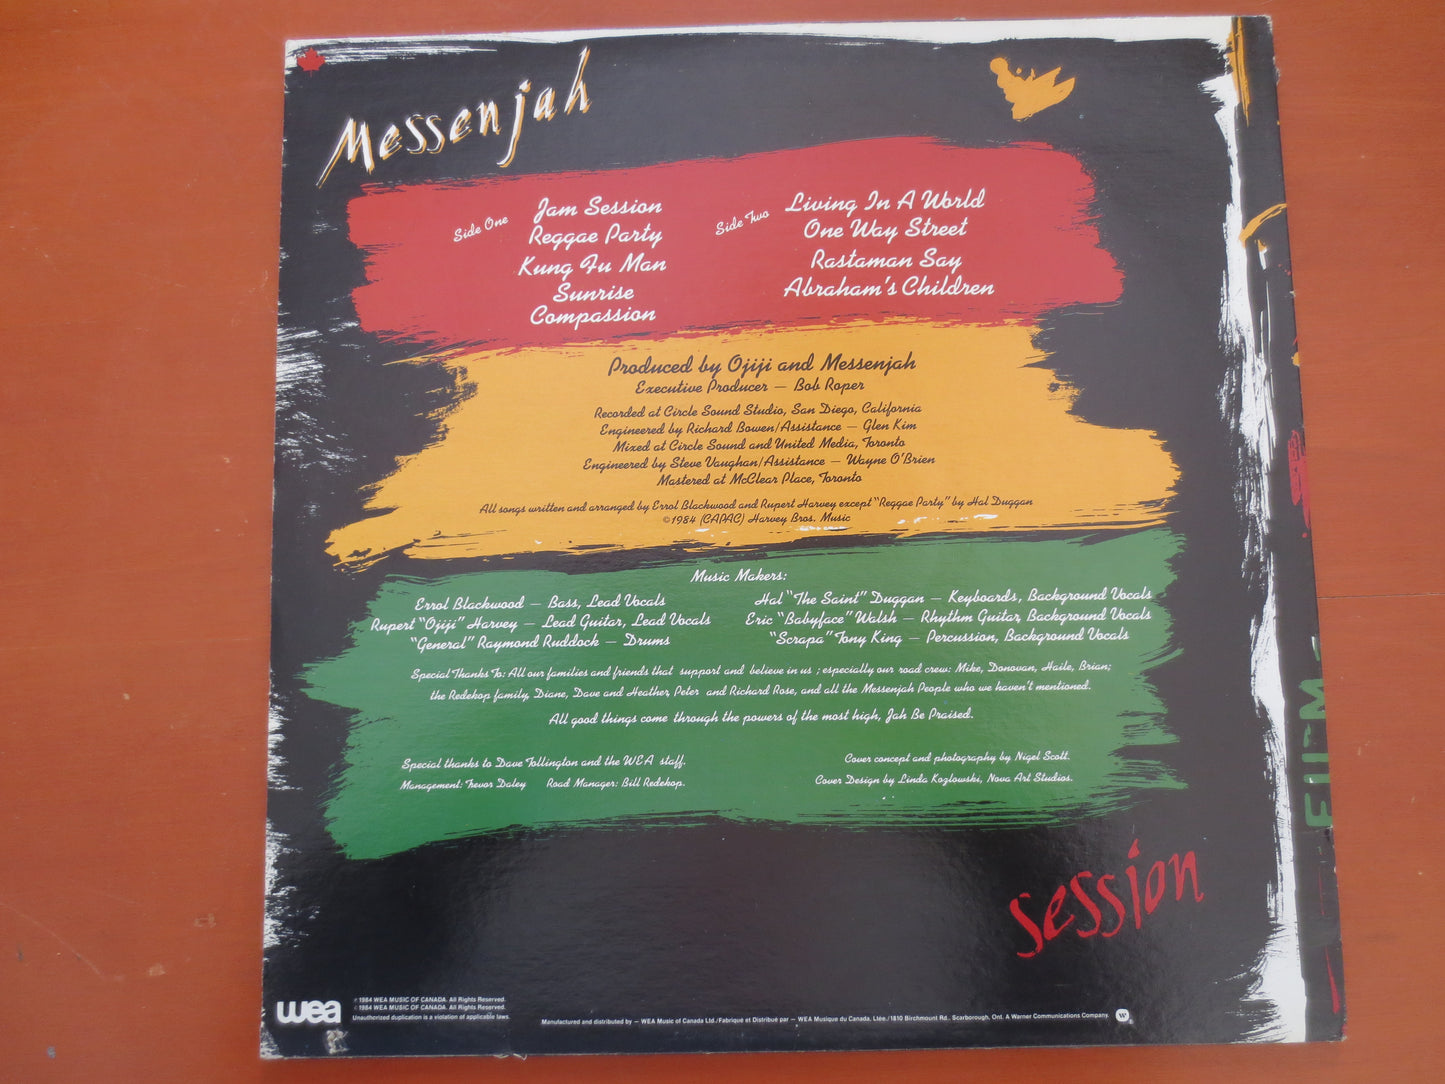 Messenjah
Side One
Jam Session
Reggae Party
Kung Fu Man
Sunrise
Compassion
Side Two
Living In A World
One Way Street
Rastaman Say
Abraham's Children
Produced by Ojiji and Messenjah
Executive Producer — Bob Roper
Recorded at Circle Sound Studio, San Diego, California
Engineered by Richard Bowen/Assistance — Glen Kim
Mixed at Circle Sound and United Media, Toronto
Engineered by Steve Vaughan/Assistance — Wayne O'Brien
Mastered at McClear Place, Toronto
All songs written and arranged by Errol Blackwood and Rupert Harvey except "Reggae Party" by Hal Duggan
©1984 (CAPAC) Harvey Bros. Music
Music Makers:
Errol Blackwood — Bass, Lead Vocals
Rupert "Ojiji" Harvey — Lead Guitar, Lead Vocals
"General" Raymond Ruddock — Drums
Hal "The Saint" Duggan — Keyboards, Background Vocals
Eric "Babyface" Walsh — Rhythm Guitar, Background Vocals
"Scrapa" Tony King — Percussion, Background Vocals
Special Thanks To: All our families and friends that support and believe in us ; especially our road crew: Mike, Donovan, Haile, Brian;
the Redekop family, Diane, Dave and Heather, Peter and Richard Rose, and all the Messenjah People who we haven't mentioned.
All good things come through the powers of the most high, Jah Be Praised.
Special thanks to Dave Tollington and the WEA staff.
Management: Trevor Daley Road Manager: Bill Redekop.
Cover concept and photography by Nigel Scott.
Cover Design by Linda Kozlowski, Nova Art Studios.
session
wea
℗ 1984 WEA MUSIC OF CANADA. All Rights Reserved.
© 1984 WEA MUSIC OF CANADA. All Rights Reserved.
Unauthorized duplication is a violation of applicable laws.
Manufactured and distributed by — WEA Music of Canada Ltd./Fabriqué et Distribué par — WEA Musique du Canada, Ltée./1810 Birchmount Rd., Scarborough, Ont. A Warner Communications Company.
W